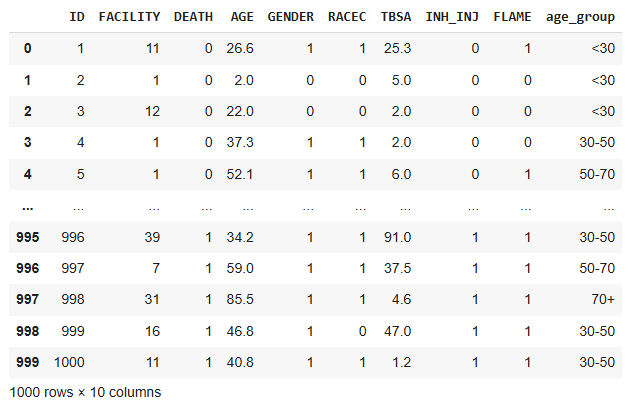 ID FACILITY DEATH AGE GENDER RACEC TBSA INH_INJ FLAME age_group
0 1 11 0 26.6 1 1 25.3 0 1 <30
1 2 1 0 2.0 0 0 5.0 0 0 <30
2 3 12 0 22.0 0 0 2.0 0 0 <30
3 4 1 0 37.3 1 1 2.0 0 0 30-50
4 5 1 0 52.1 1 1 6.0 0 1 50-70
... ... ... ... ... ... ... ... ... ... ...
995 996 39 1 34.2 1 1 91.0 1 1 30-50
996 997 7 1 59.0 1 1 37.5 1 1 50-70
997 998 31 1 85.5 1 1 4.6 1 1 70+
998 999 16 1 46.8 1 0 47.0 1 1 30-50
999 1000 11 1 40.8 1 1 1.2 1 1 30-50
1000 rows × 10 columns